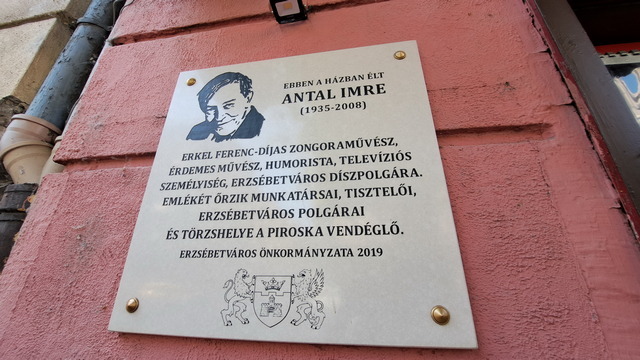 EBBEN A HÁZBAN ÉLT
ANTAL IMRE
(1935-2008)
ERKEL FERENC-DÍJAS ZONGORAMŰVÉSZ,
ÉRDEMES MŰVÉSZ, HUMORISTA, TELEVÍZIÓS
SZEMÉLYISÉG, ERZSÉBETVÁROS DÍSZPOLGÁRA.
EMLÉKÉT ŐRZIK MUNKATÁRSAI, TISZTELŐI,
ERZSÉBETVÁROS POLGÁRAI
ÉS TÖRZSHELYE A PIROSKA VENDÉGLŐ.
ERZSÉBETVÁROS ÖNKORMÁNYZATA 2019